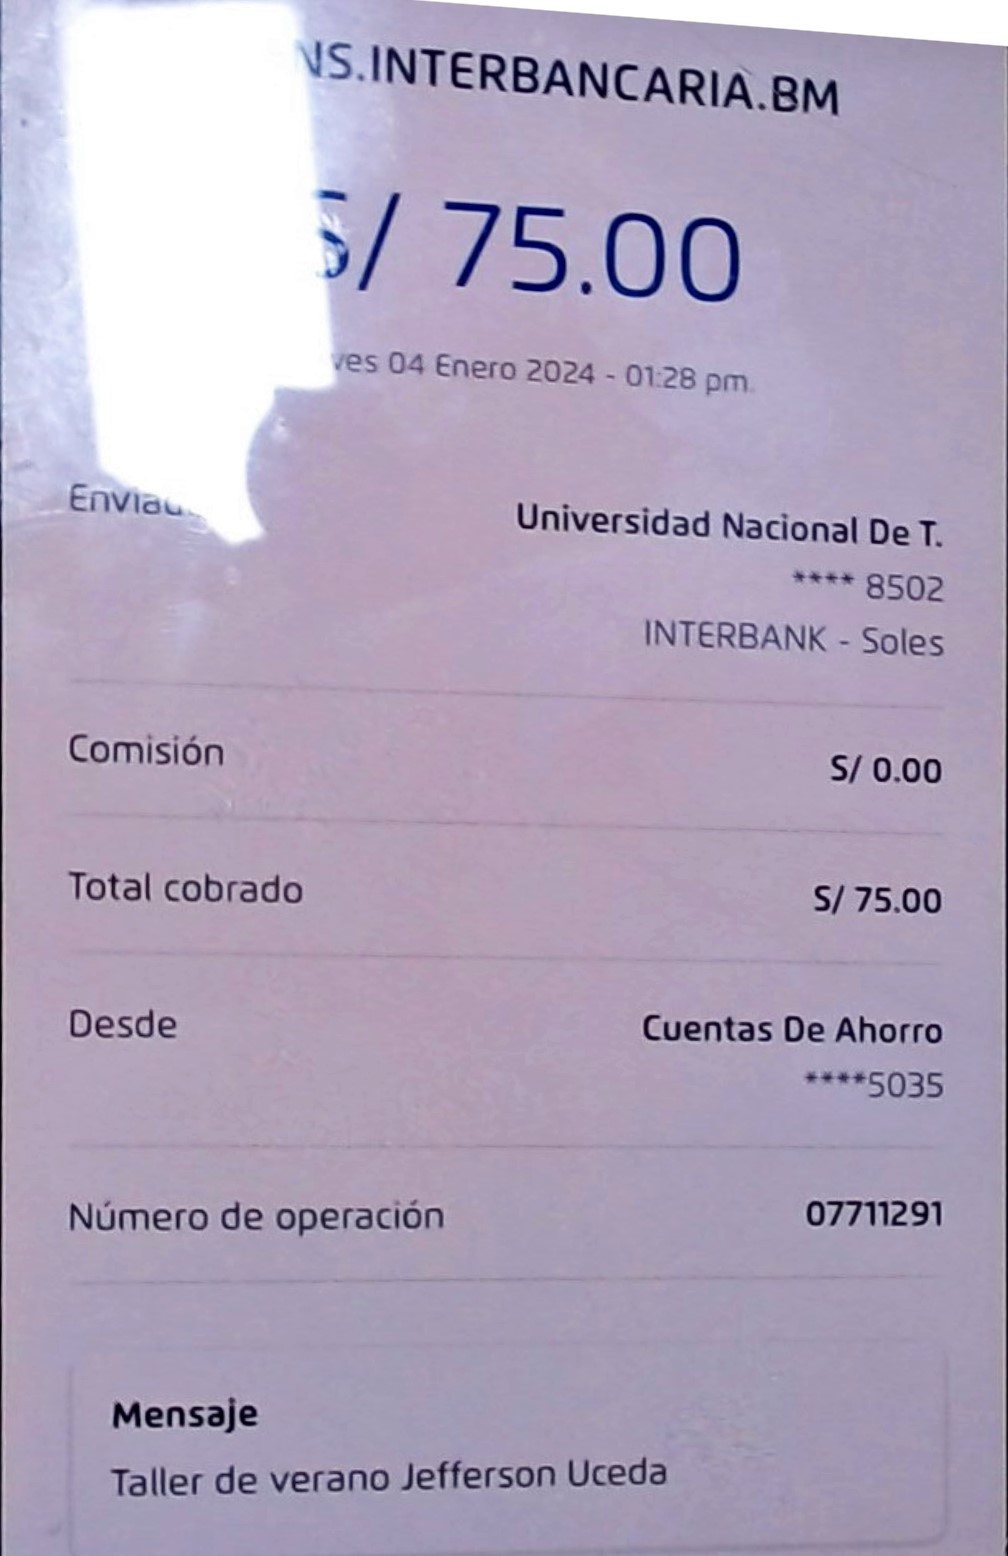 NS.INTERBANCARIA.BM
S/ 75.00
ves 04 Enero 2024 - 01:28 pm.
Enviad
Universidad Nacional De T.
**** 8502
INTERBANK - Soles
Comisión
S/ 0.00
Total cobrado
S/ 75.00
Desde
Cuentas De Ahorro
****5035
Número de operación
07711291
Mensaje
Taller de verano Jefferson Uceda